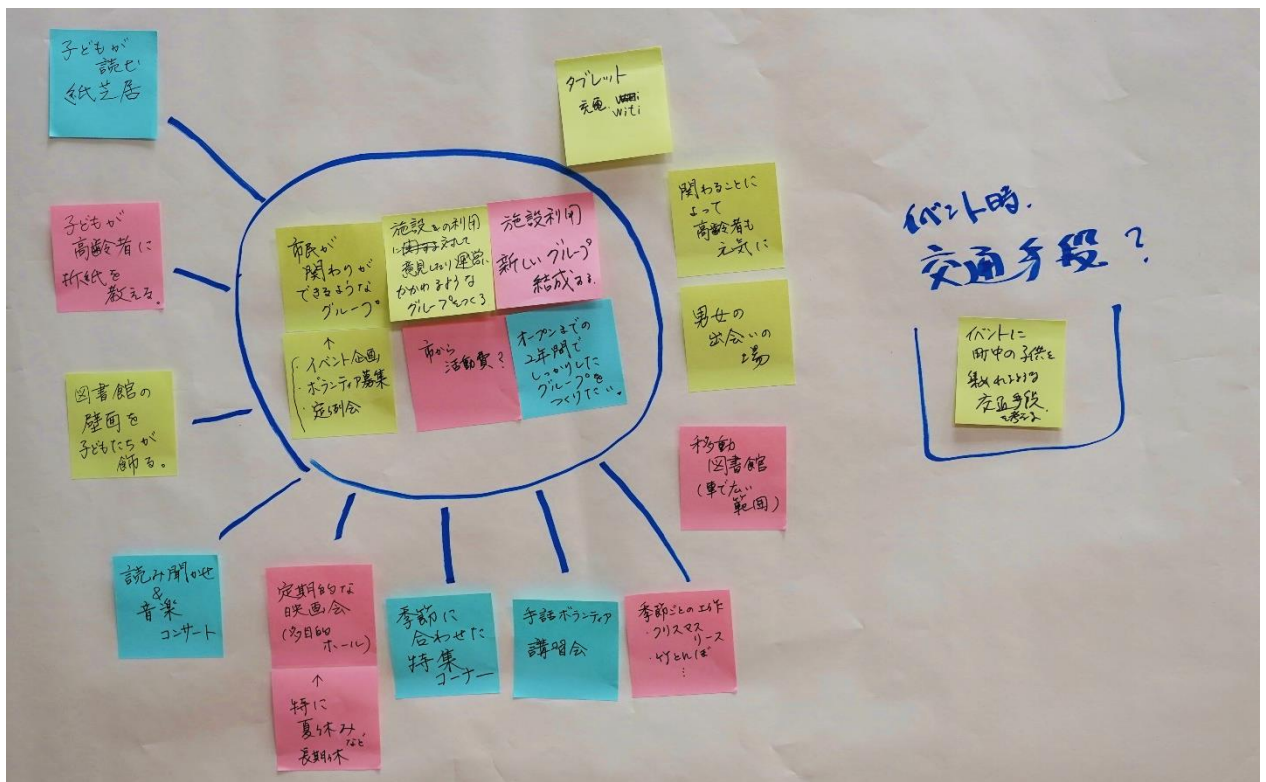 子どもが
読む
紙芝居
子どもが
高齢者に
折紙を
教える。
図書館の
壁画を
子どもたちが
飾る。
読み聞かせ
&
音楽
コンサート
定期的な
映画会
(多目的
ホール)
↑
特に
夏休みなど、
長期休
季節に
合わせた
特集
コーナー
手話ボランティア
講習会
季節ごとの工作
・クリスマス
リース
・竹とんぼ
⋮
市民が
関わりが
できるような
グループ。
↑
・イベント企画
・ボランティア募集
・定例会
施設の利用
に対して
意見したり運営に
かかわるような
グループをつくる
施設利用
新しいグループ
結成する。
市から
活動費?
オープンまでの
2年間で
しっかりした
グループを
つくりたい。
タブレット
充電、
Witi
関わることに
よって
高齢者も
元気に
男女の
出会いの
場
移動
図書館
(車で広い
範囲)
イベント時、
交通手段?
イベントに
町中の子供を
集れるような
交通手段
を考える